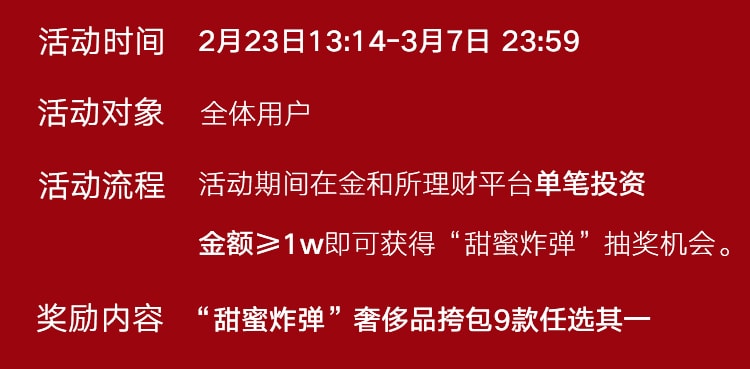 活动时间 2月23日13:14-3月7日 23:59
活动对象 全体用户
活动流程 活动期间在金和所理财平台单笔投资
金额≥1w即可获得“甜蜜炸弹”抽奖机会。
奖励内容 “甜蜜炸弹”奢侈品挎包9款任选其一